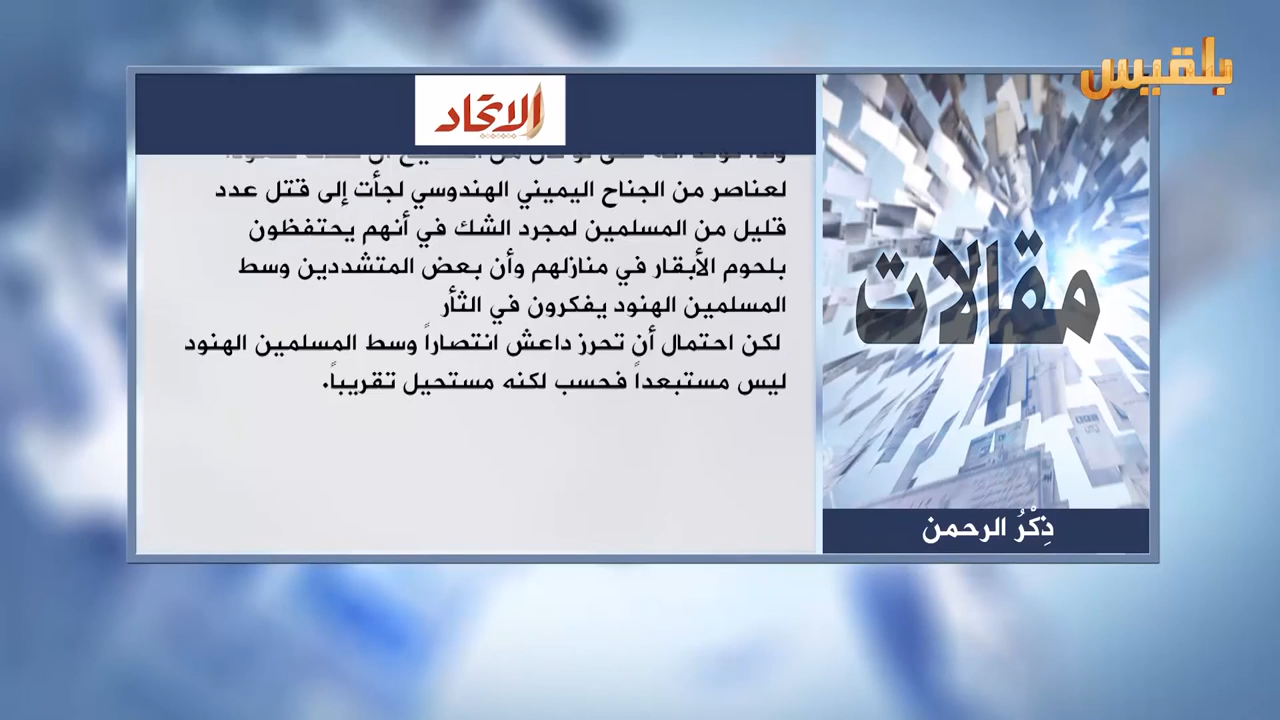 بلقيس
الاتحاد
لعناصر من الجناح اليميني الهندوسي لجأت إلى قتل عدد
قليل من المسلمين لمجرد الشك في أنهم يحتفظون
بلحوم الأبقار في منازلهم وأن بعض المتشددين وسط
المسلمين الهنود يفكرون في الثأر
لكن احتمال أن تحرز داعش انتصاراً وسط المسلمين الهنود
ليس مستبعداً فحسب لكنه مستحيل تقريباً.
مقالات
ذِكْرُ الرحمن